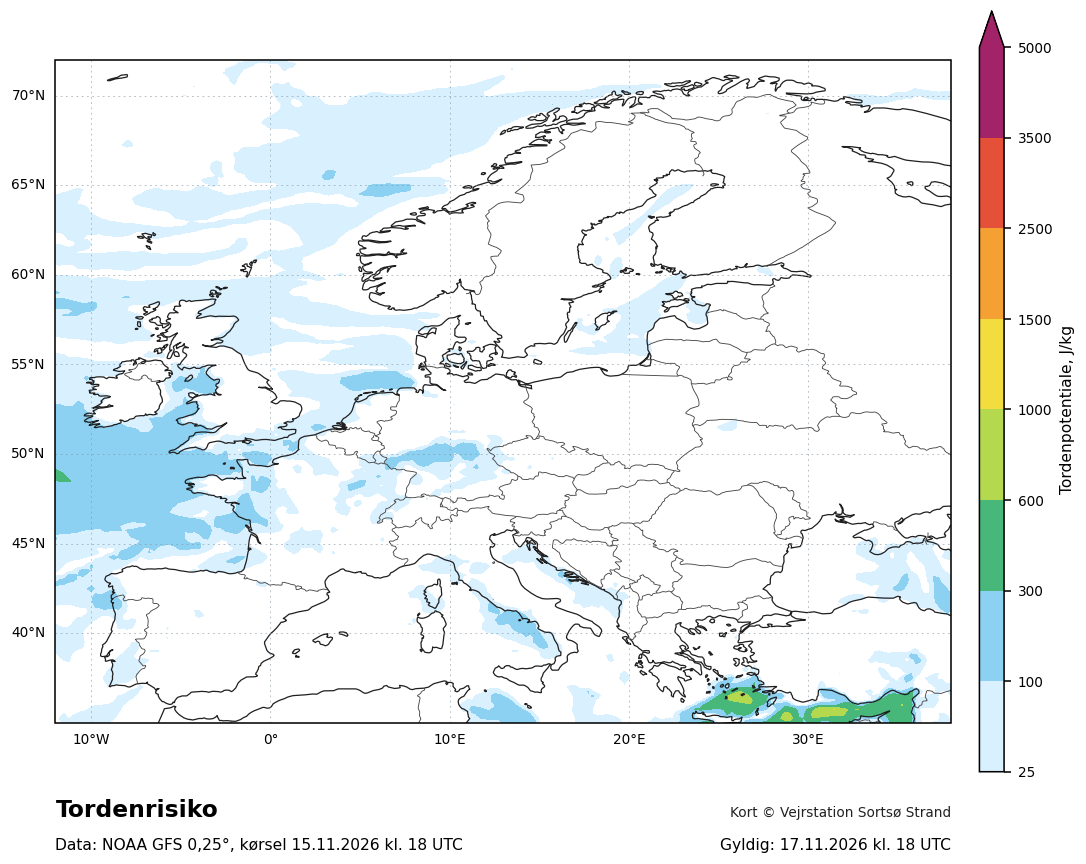 5000
3500
2500
1500
1000
600
300
100
25
Tordenpotentiale, J/kg
70°N
65°N
60°N
55°N
50°N
45°N
40°N
10°W
0°
10°E
20°E
30°E
Tordenrisiko
Kort © Vejrstation Sortsø Strand
Data: NOAA GFS 0,25°, kørsel 15.11.2026 kl. 18 UTC
Gyldig: 17.11.2026 kl. 18 UTC